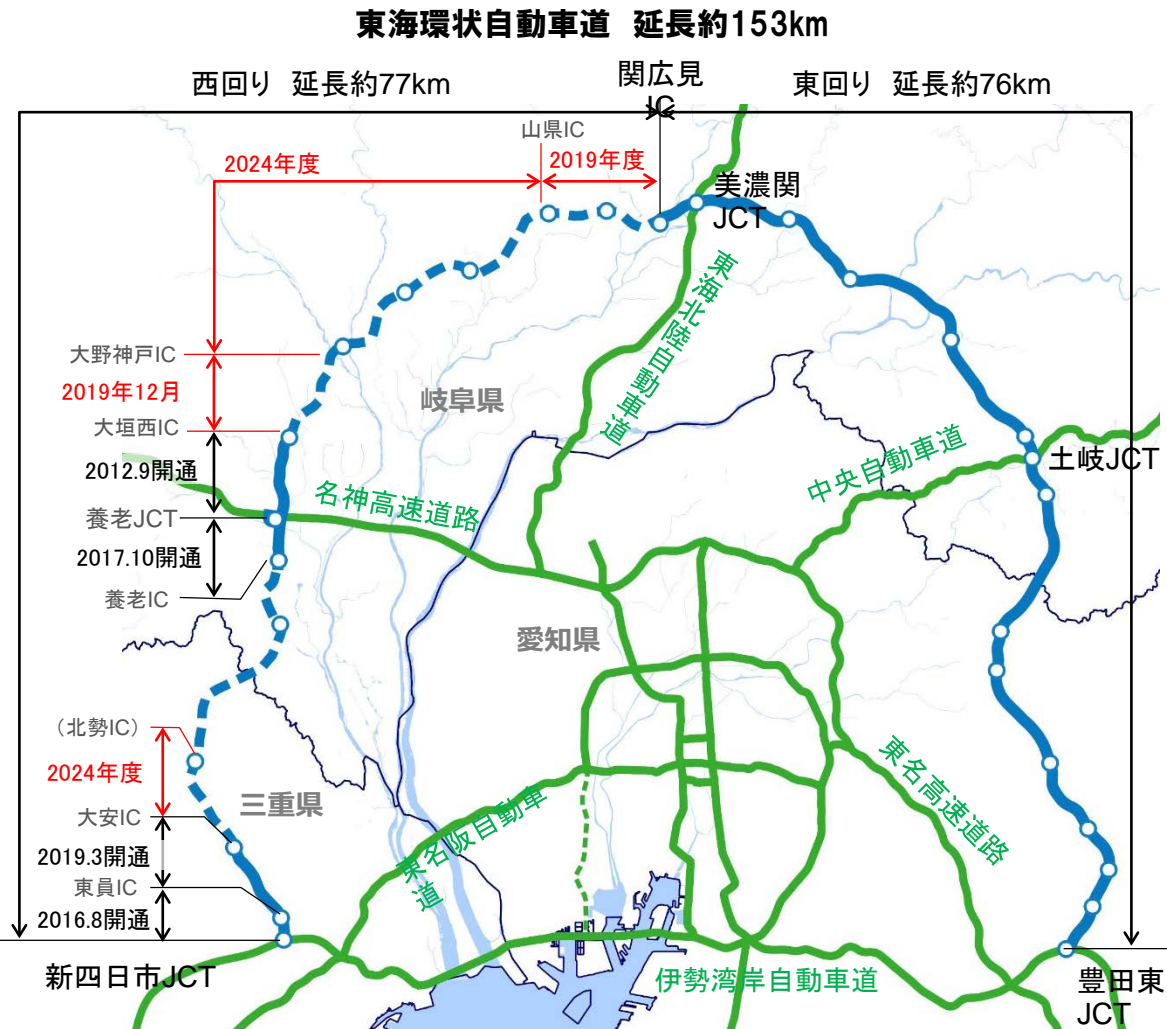 東海環状自動車道 延長約153km
西回り 延長約77km
関広見
IC
東回り 延長約76km
山県IC
2024年度
2019年度
美濃関
JCT
東海北陸自動車道
大野神戸IC
2019年12月
岐阜県
大垣西IC
2012.9開通
名神高速道路
中央自動車道
土岐JCT
養老JCT
2017.10開通
養老IC
愛知県
（北勢IC）
2024年度
三重県
大安IC
東名阪自動車
道
東名高速道路
2019.3開通
東員IC
2016.8開通
新四日市JCT
伊勢湾岸自動車道
豊田東
JCT